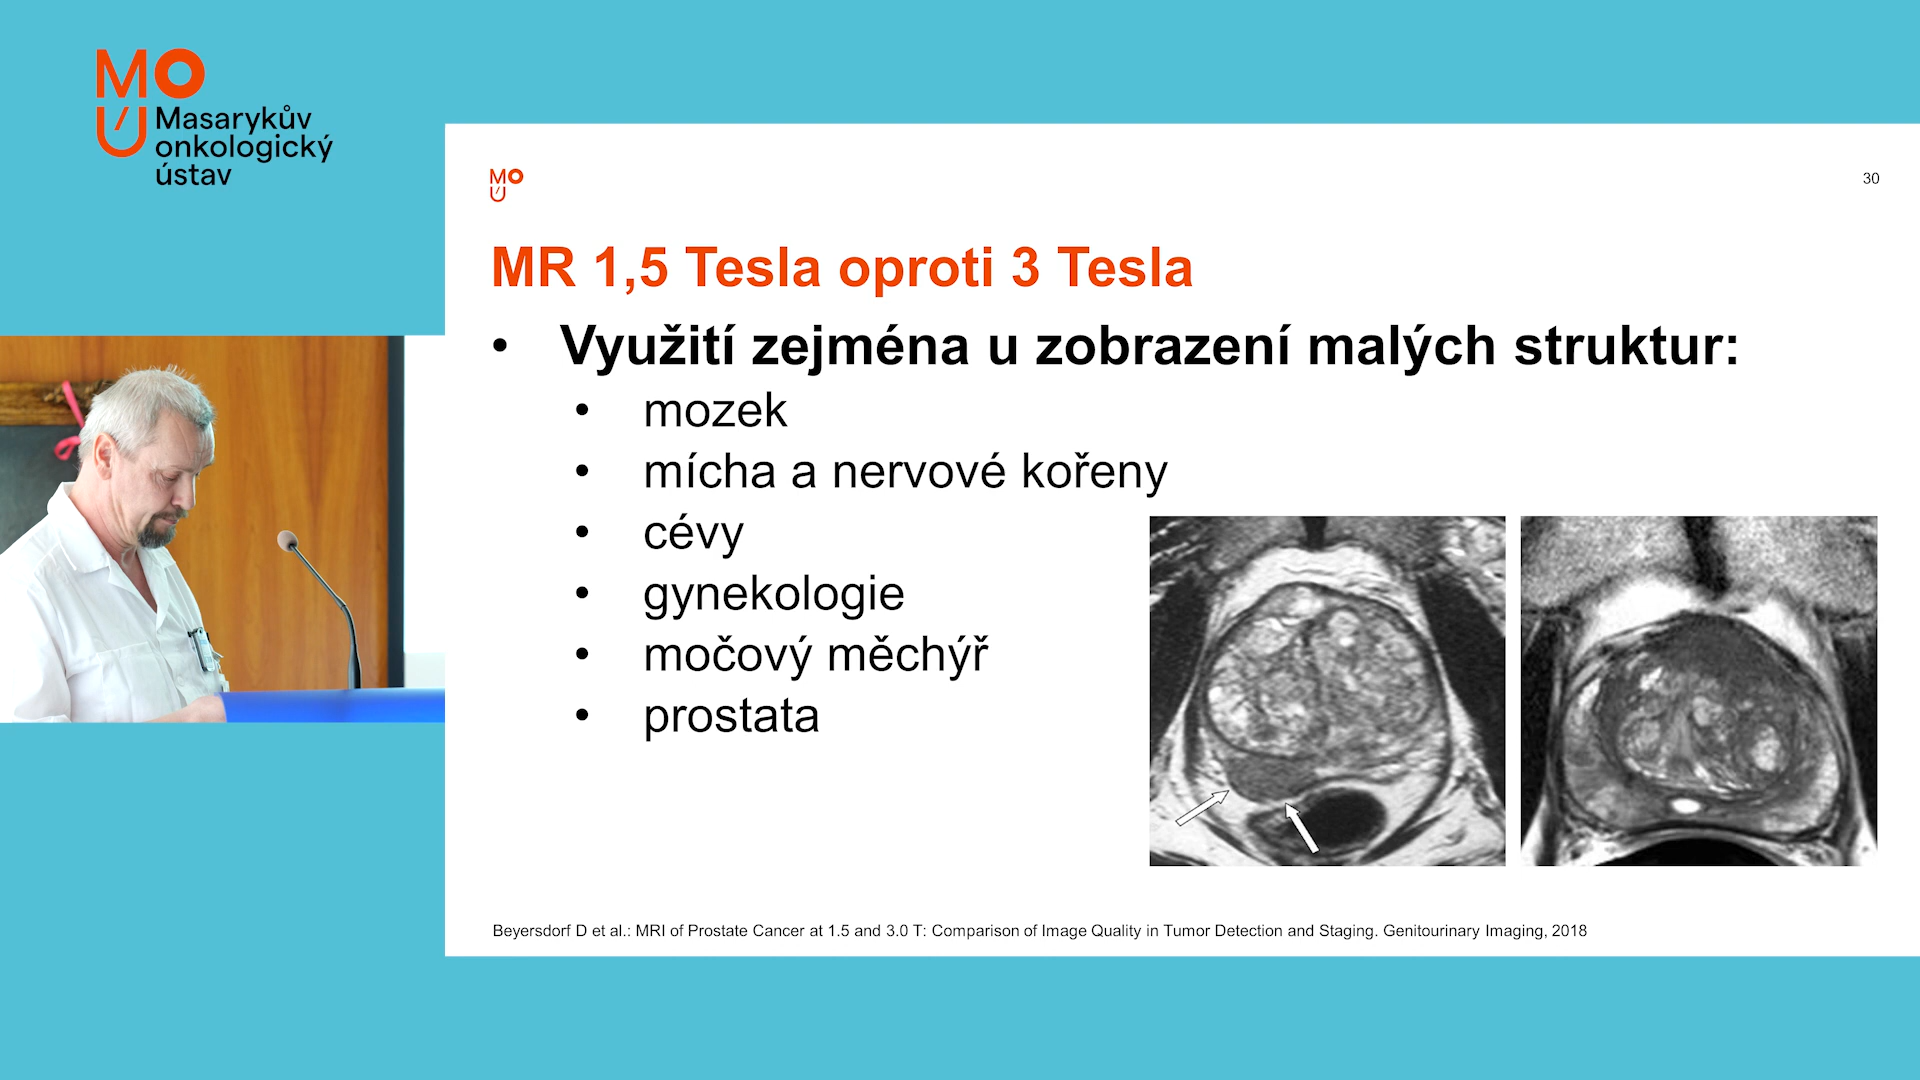 MOU
Masarykův
onkologický
ústav
MOU
30
MR 1,5 Tesla oproti 3 Tesla
• Využití zejména u zobrazení malých struktur:
• mozek
• mícha a nervové kořeny
• cévy
• gynekologie
• močový měchýř
• prostata
Beyersdorf D et al.: MRI of Prostate Cancer at 1.5 and 3.0 T: Comparison of Image Quality in Tumor Detection and Staging. Genitourinary Imaging, 2018